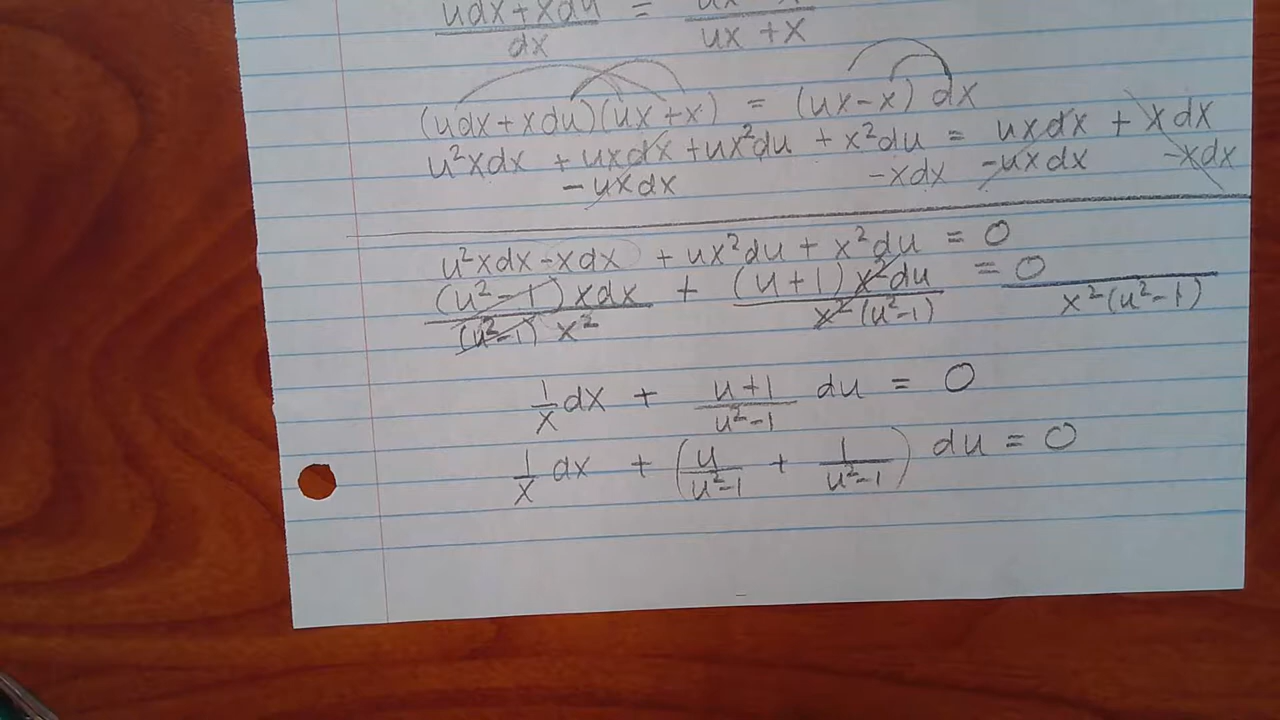 udx + xdu / dx = / ux + x
(udx + xdu)(ux + x) = (ux - x) dx
u²xdx + uxdx + ux²du + x²du = uxdx + xdx
- uxdx - xdx - uxdx - xdx
u²xdx - xdx + ux²du + x²du = 0
(u² - 1) xdx / (u² - 1) x² + (u + 1) x²du / x² (u² - 1) = 0 / x² (u² - 1)
1/x dx + u + 1 / u² - 1 du = 0
1/x dx + (u / u² - 1 + 1 / u² - 1) du = 0